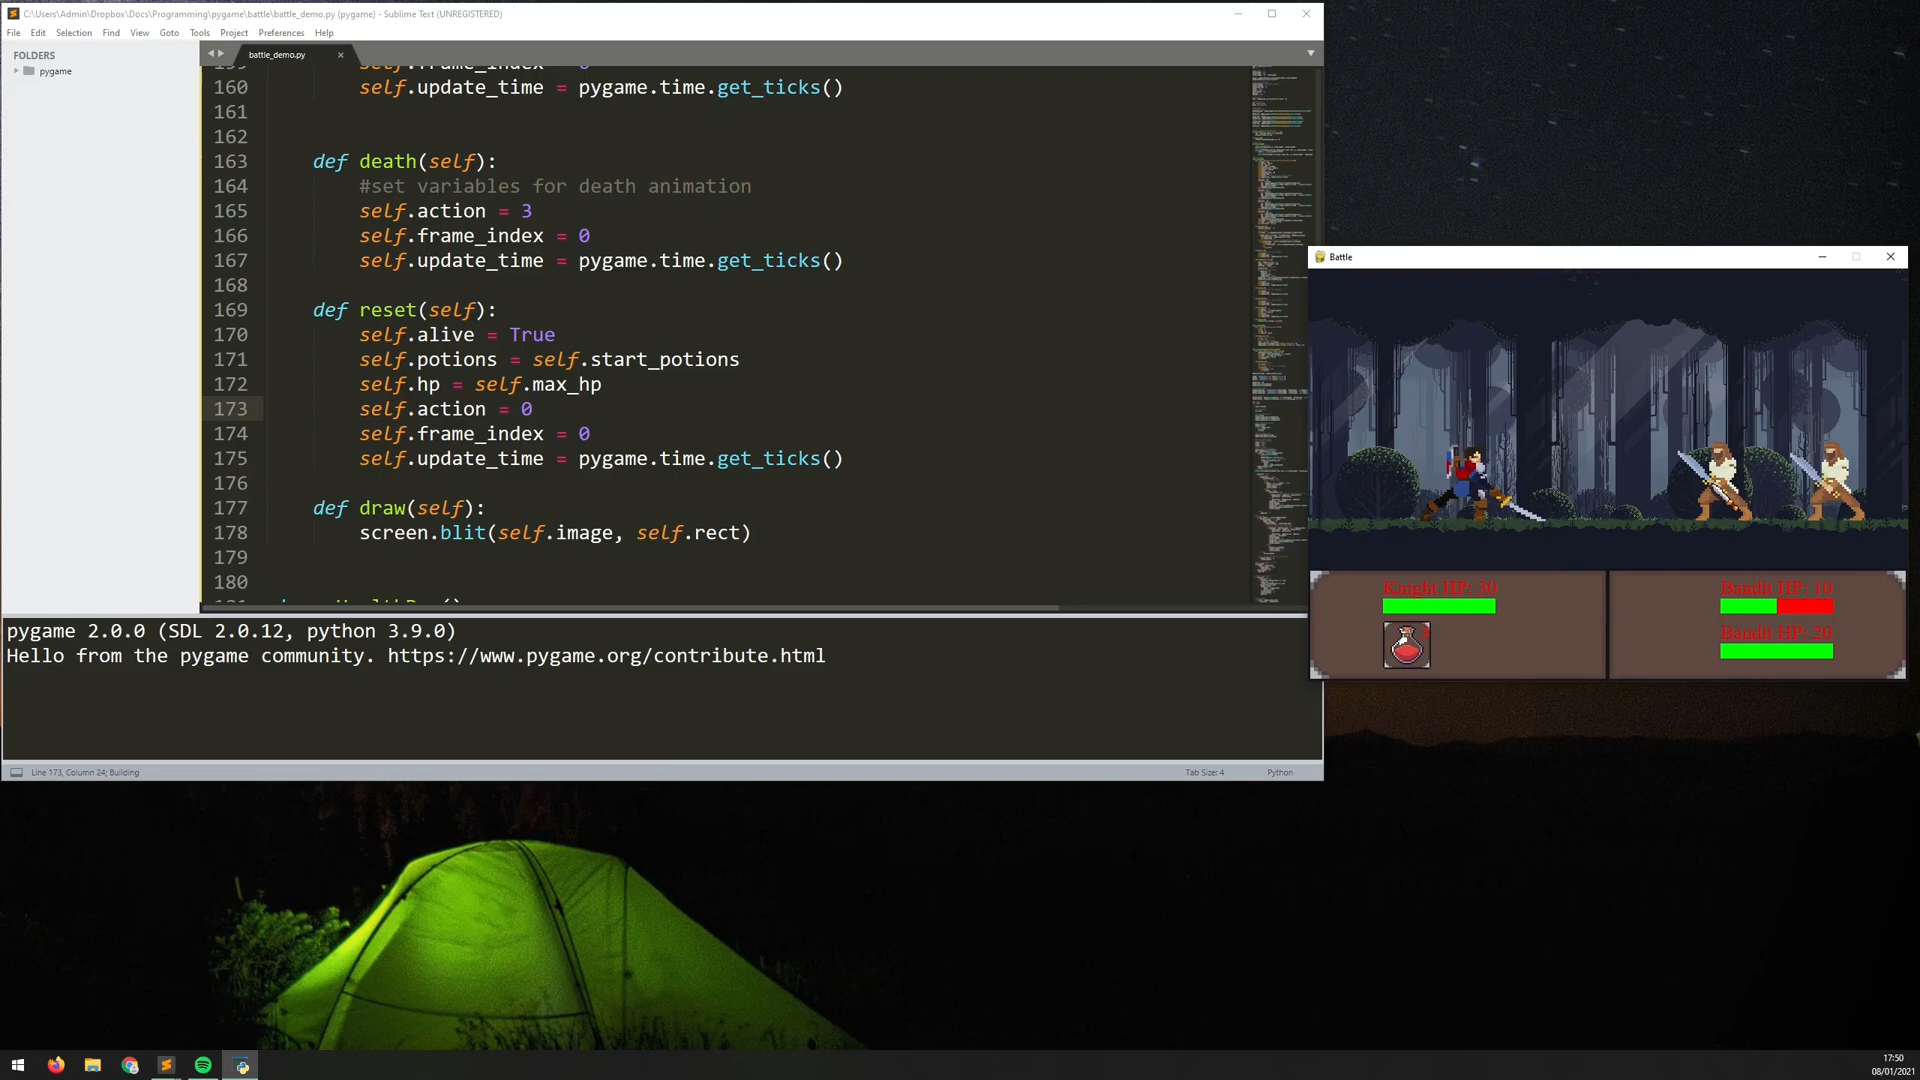 C:\Users\Admin\Dropbox\Docs\Programming\pygame\battle\battle_demo.py (pygame) - Sublime Text (UNREGISTERED)
File Edit Selection Find View Goto Tools Project Preferences Help
FOLDERS
pygame
battle_demo.py
160 self.update_time = pygame.time.get_ticks()
161
162
163 def death(self):
164 #set variables for death animation
165 self.action = 3
166 self.frame_index = 0
167 self.update_time = pygame.time.get_ticks()
168
169 def reset(self):
170 self.alive = True
171 self.potions = self.start_potions
172 self.hp = self.max_hp
173 self.action = 0
174 self.frame_index = 0
175 self.update_time = pygame.time.get_ticks()
176
177 def draw(self):
178 screen.blit(self.image, self.rect)
179
180
pygame 2.0.0 (SDL 2.0.12, python 3.9.0)
Hello from the pygame community. https://www.pygame.org/contribute.html
Line 173, Column 24; Building
Tab Size: 4
Python
Battle
Knight HP: 30
Bandit HP: 10
Bandit HP: 20
17:50
08/01/2021